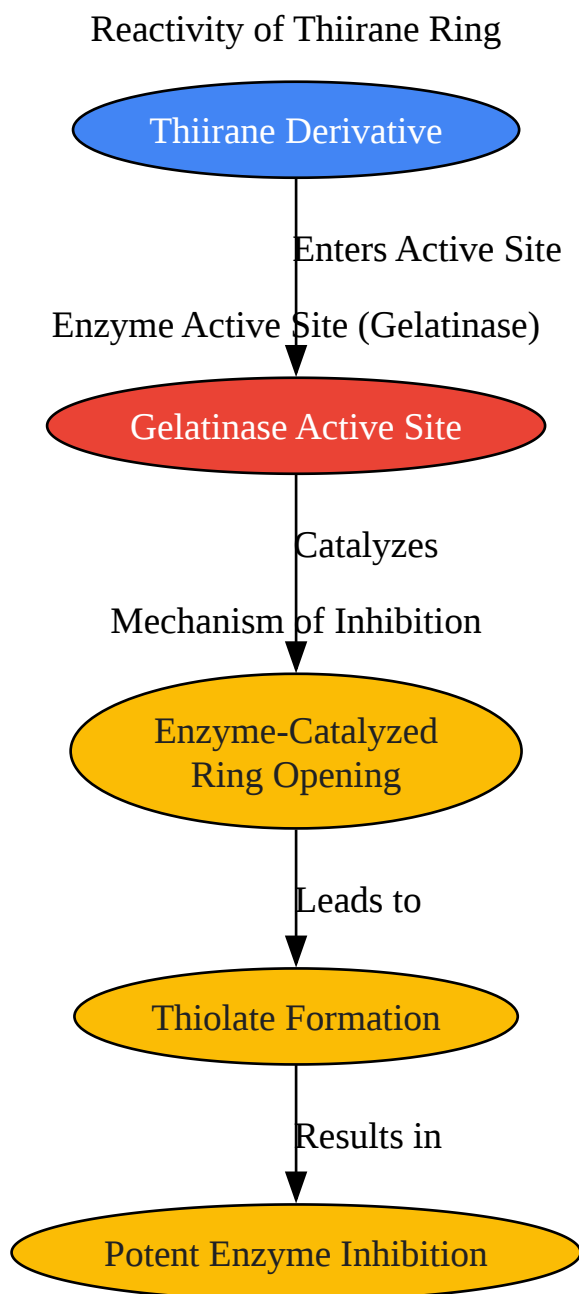 Reactivity of Thiirane Ring
Thiirane Derivative
Enters Active Site
Enzyme Active Site (Gelatinase)
Gelatinase Active Site
Catalyzes
Mechanism of Inhibition
Enzyme-Catalyzed
Ring Opening
Leads to
Thiolate Formation
Results in
Potent Enzyme Inhibition